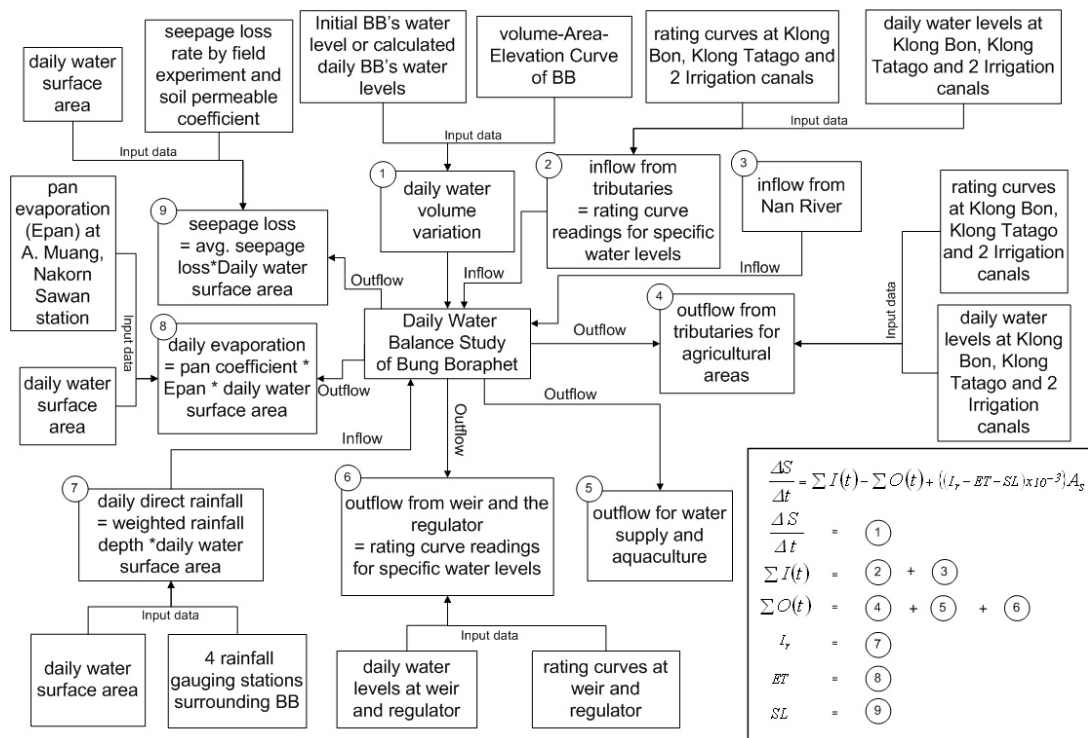 daily water
surface area
seepage loss
rate by field
experiment and
soil permeable
coefficient
Initial BB's water
level or calculated
daily BB's water
levels
volume-Area-
Elevation Curve
of BB
rating curves at Klong
Bon, Klong Tatago and
2 Irrigation canals
daily water levels at
Klong Bon, Klong
Tatago and 2 Irrigation
canals
Input data
Input data
Input data
pan
evaporation
(Epan) at
A. Muang,
Nakorn
Sawan
station
9
seepage loss
= avg. seepage
loss*Daily water
surface area
1
daily water
volume
variation
2
inflow from
tributaries
= rating curve
readings for specific
water levels
3
inflow from
Nan River
rating curves
at Klong Bon,
Klong Tatago
and 2 Irrigation
canals
Outflow
Inflow
Inflow
Input data
8
daily evaporation
= pan coefficient *
Epan * daily water
surface area
Outflow
Daily Water
Balance Study
of Bung Boraphet
Outflow
4
outflow from
tributaries for
agricultural
areas
Input data
daily water
levels at Klong
Bon, Klong
Tatago and 2
Irrigation
canals
daily water
surface area
Inflow
Outflow
Outflow
7
daily direct rainfall
= weighted rainfall
depth *daily water
surface area
6
outflow from weir and the
regulator
= rating curve readings
for specific water levels
5
outflow for water
supply and
aquaculture
Input data
Input data
daily water
surface area
4 rainfall
gauging stations
surrounding BB
daily water
levels at weir
and regulator
rating curves at
weir and
regulator
ΔS/Δt = ∑I(t) − ∑O(t) + {(I_r − ET − SL)x10⁻³}A_s
ΔS/Δt = 1
∑I(t) = 2 + 3
∑O(t) = 4 + 5 + 6
I_r = 7
ET = 8
SL = 9